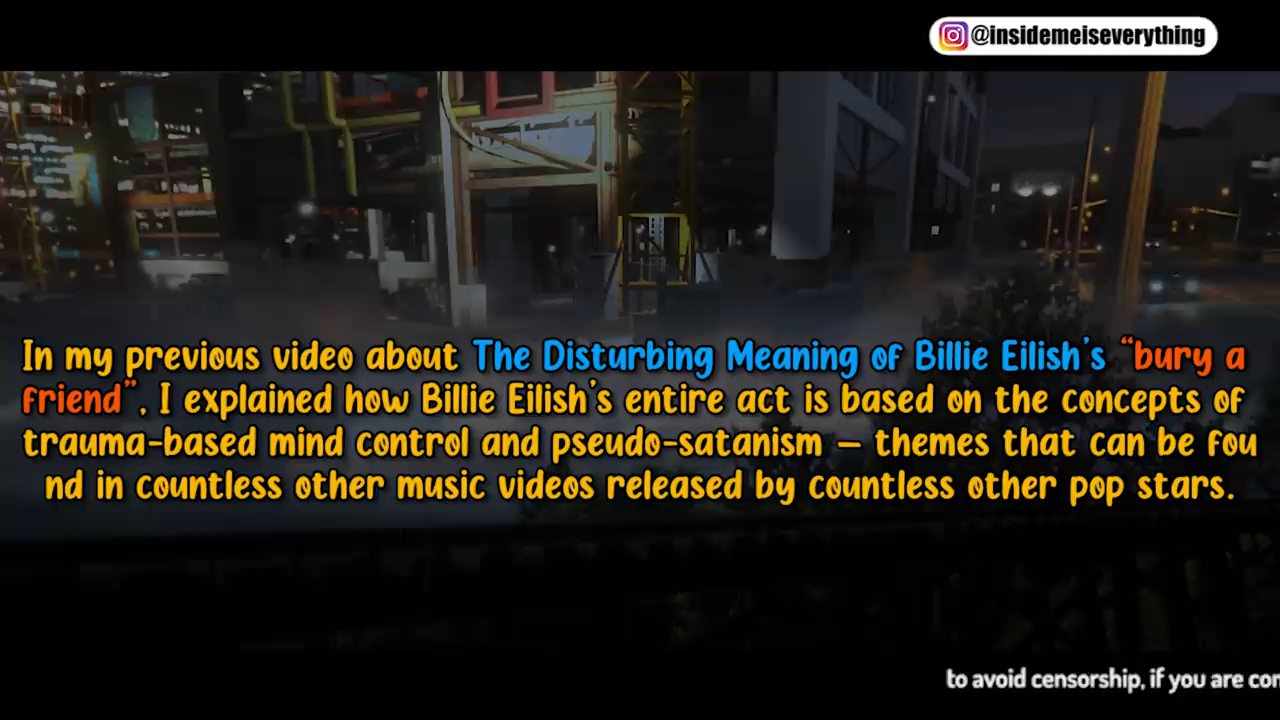 @insidemeiseverything
In my previous video about The Disturbing Meaning of Billie Eilish's “bury a
friend”, I explained how Billie Eilish's entire act is based on the concepts of
trauma-based mind control and pseudo-satanism – themes that can be fou
nd in countless other music videos released by countless other pop stars.
to avoid censorship, if you are